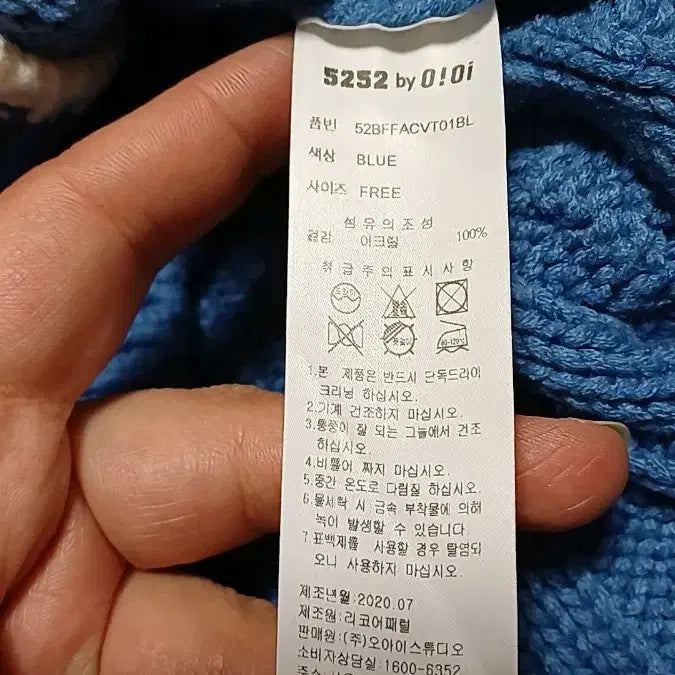 5252 by O!Oi
품번 52BFFACVT01BL
색상 BLUE
사이즈 FREE
섬유의조성
겉감 아크릴 100%
취급주의표시사항
드라이
80~120℃
1.본 제품은 반드시 단독드라이
크리닝 하십시오.
2.기계 건조하지 마십시오.
3.통풍이 잘 되는 그늘에서 건조
하십시오.
4.비틀어 짜지 마십시오.
5.중간 온도로 다림질 하십시오.
6.물세탁 시 금속 부착물에 의해
녹이 발생할 수 있습니다.
7.표백제를 사용할 경우 탈염되
오니 사용하지 마십시오.
제조년월:2020.07
제조원:리코어패럴
판매원:(주)오아이스튜디오
소비자상담실:1600-6352